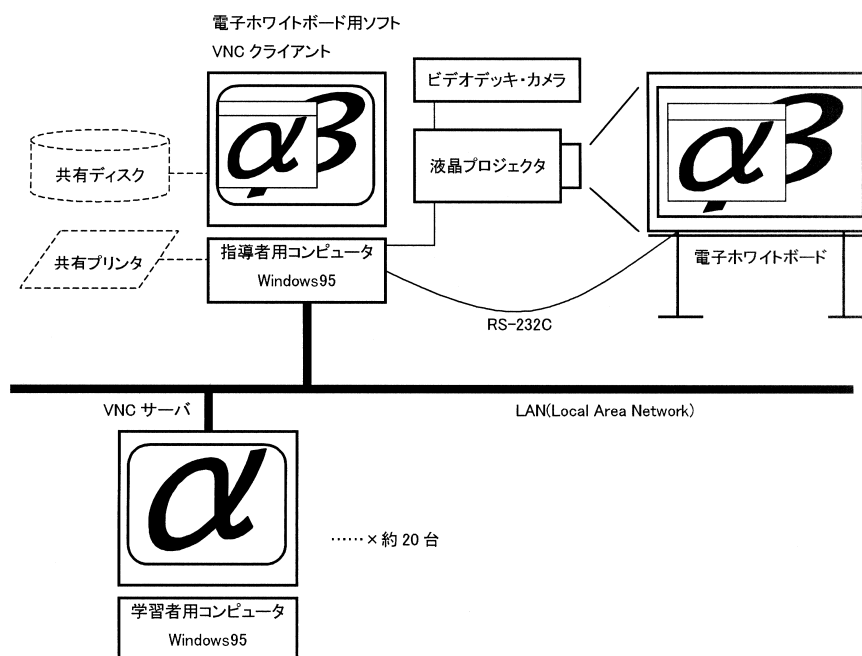 電子ホワイトボード用ソフト
VNC クライアント
ビデオデッキ・カメラ
αβ
液晶プロジェクタ
αβ
共有ディスク
共有プリンタ
指導者用コンピュータ
Windows95
電子ホワイトボード
RS-232C
VNC サーバ
LAN(Local Area Network)
α
……×約 20 台
学習者用コンピュータ
Windows95